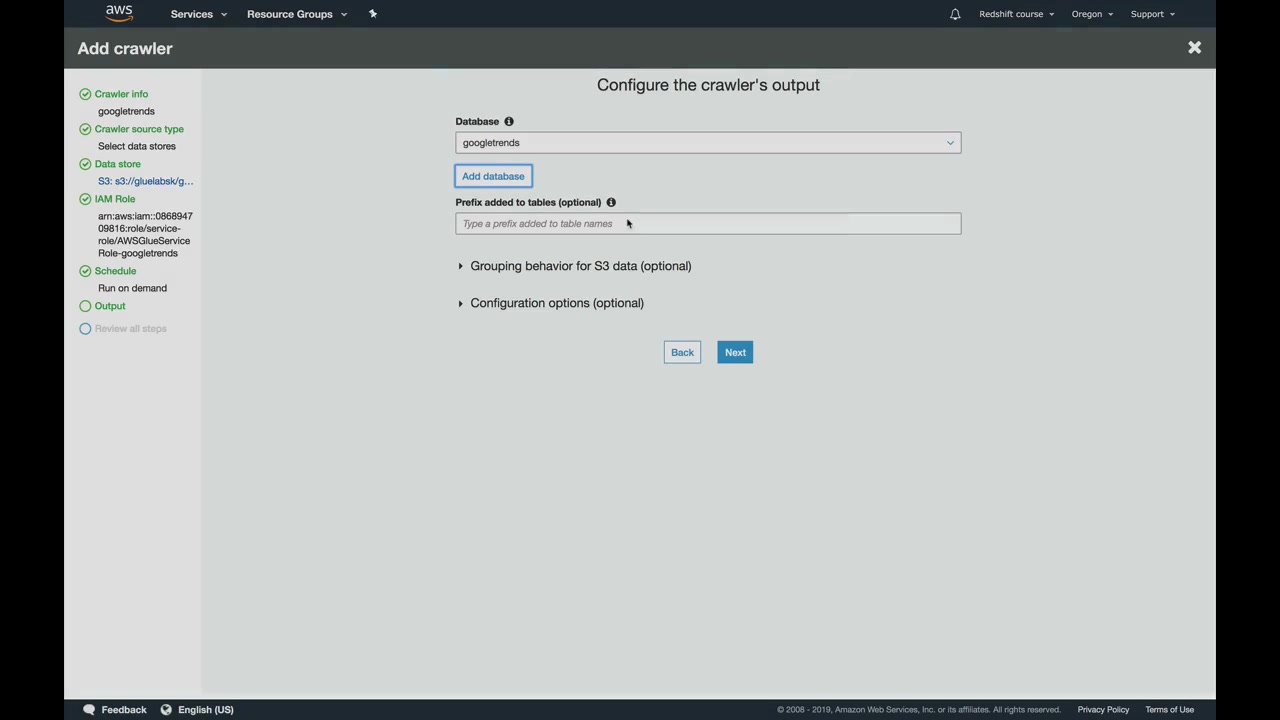 aws
Services
Resource Groups
Redshift course
Oregon
Support
Add crawler
Crawler info
googletrends
Crawler source type
Select data stores
Data store
S3: s3://gluelabsk/g...
IAM Role
arn:aws:iam::0868947
09816:role/service-
role/AWSGlueService
Role-googletrends
Schedule
Run on demand
Output
Review all steps
Configure the crawler's output
Database
googletrends
Add database
Prefix added to tables (optional)
Type a prefix added to table names
Grouping behavior for S3 data (optional)
Configuration options (optional)
Back
Next
Feedback
English (US)
© 2008 - 2019, Amazon Web Services, Inc. or its affiliates. All rights reserved.
Privacy Policy
Terms of Use